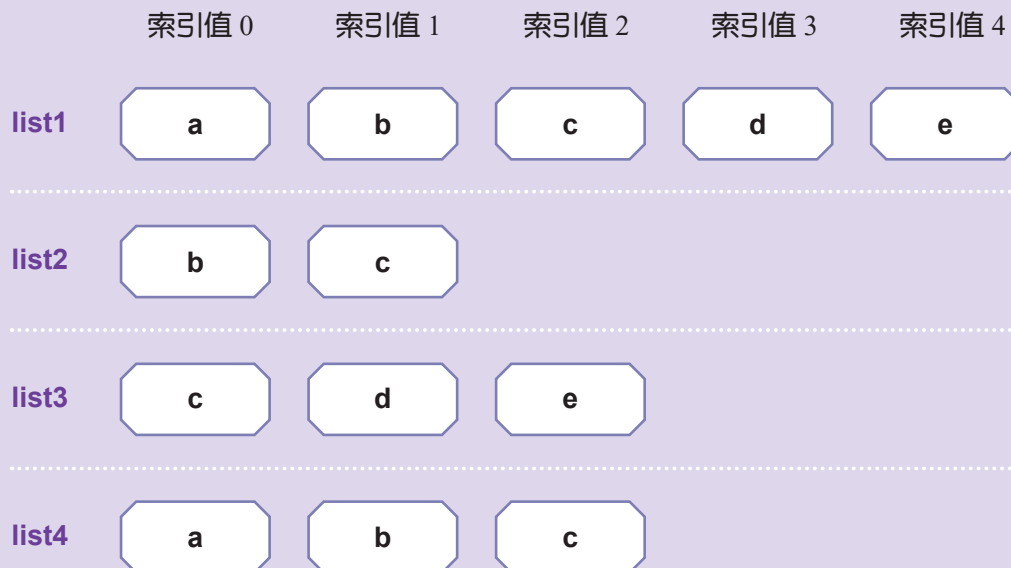 索引值 0 索引值 1 索引值 2 索引值 3 索引值 4
list1 a b c d e
list2 b c
list3 c d e
list4 a b c